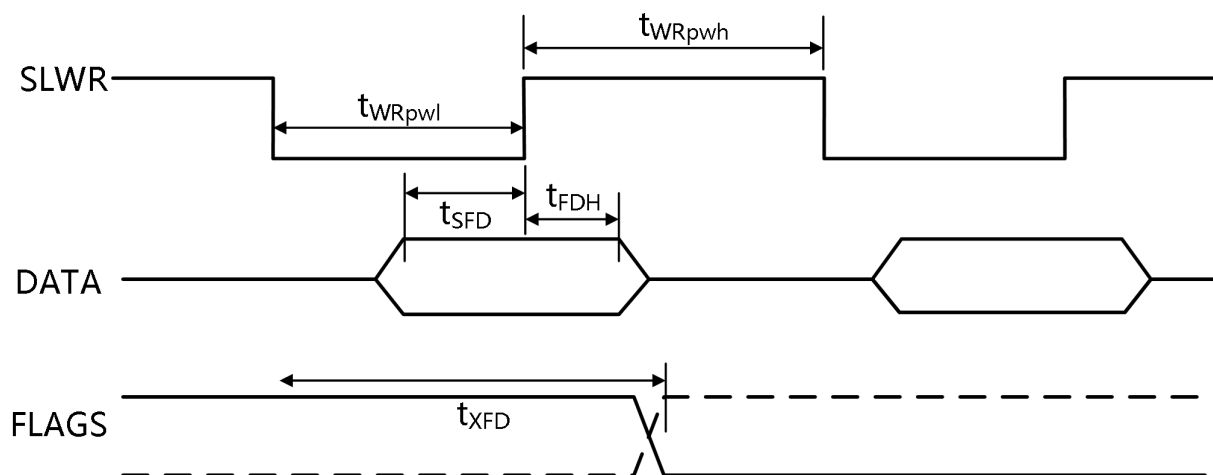 tWRpwh
SLWR
tWRpwl
tSFD
tFDH
DATA
tXFD
FLAGS